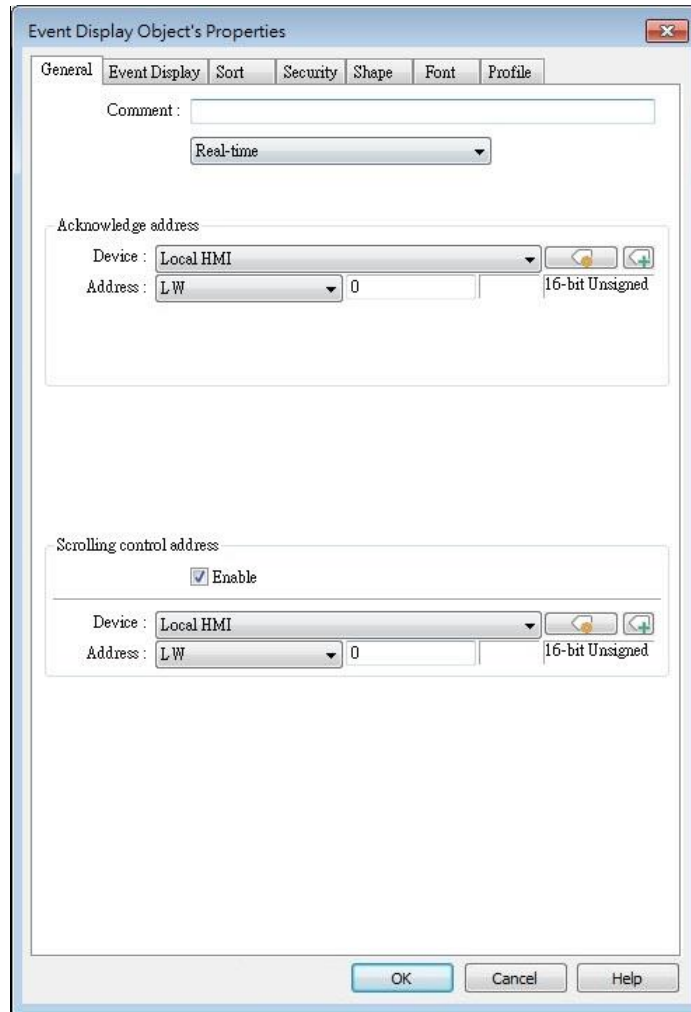 Event Display Object's Properties
General Event Display Sort Security Shape Font Profile
Comment :
Real-time
Acknowledge address
Device : Local HMI
Address : LW 0 16-bit Unsigned
Scrolling control address
Enable
Device : Local HMI
Address : LW 0 16-bit Unsigned
OK Cancel Help